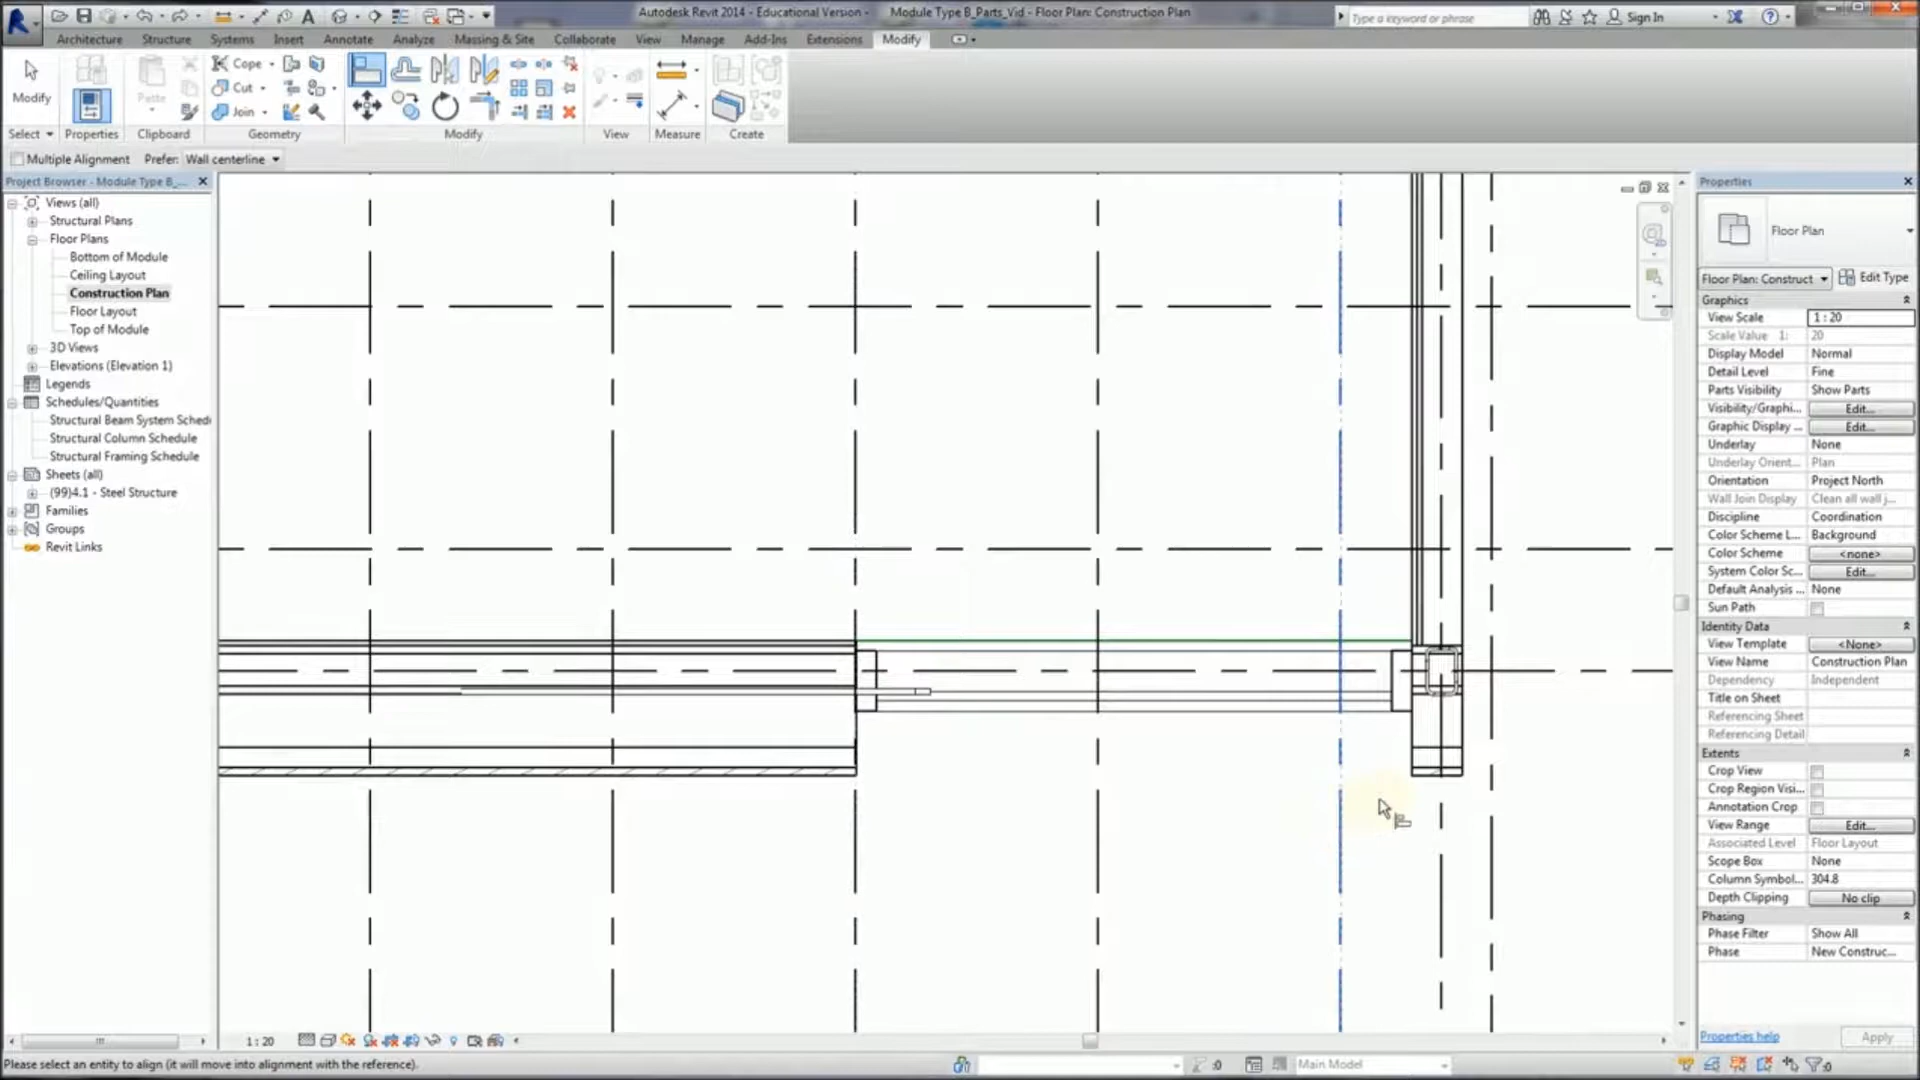 Autodesk Revit 2014 - Educational Version - Module Type B_Parts_Vid - Floor Plan: Construction Plan
Type a keyword or phrase
Sign In
Architecture Structure Systems Insert Annotate Analyze Massing & Site Collaborate View Manage Add-Ins Extensions Modify
Modify
Paste
Cope
Cut
Join
Select Properties Clipboard Geometry Modify View Measure Create
Multiple Alignment Prefer: Wall centerline
Project Browser - Module Type B_...
Views (all)
Structural Plans
Floor Plans
Bottom of Module
Ceiling Layout
Construction Plan
Floor Layout
Top of Module
3D Views
Elevations (Elevation 1)
Legends
Schedules/Quantities
Structural Beam System Sched
Structural Column Schedule
Structural Framing Schedule
Sheets (all)
(99)4.1 - Steel Structure
Families
Groups
Revit Links
Properties
Floor Plan
Floor Plan: Construct Edit Type
Graphics
View Scale 1 : 20
Scale Value 1: 20
Display Model Normal
Detail Level Fine
Parts Visibility Show Parts
Visibility/Graphi... Edit...
Graphic Display ... Edit...
Underlay None
Underlay Orient... Plan
Orientation Project North
Wall Join Display Clean all wall j...
Discipline Coordination
Color Scheme L... Background
Color Scheme <none>
System Color Sc... Edit...
Default Analysis ... None
Sun Path
Identity Data
View Template <None>
View Name Construction Plan
Dependency Independent
Title on Sheet
Referencing Sheet
Referencing Detail
Extents
Crop View
Crop Region Visi...
Annotation Crop
View Range Edit...
Associated Level Floor Layout
Scope Box None
Column Symbol... 304.8
Depth Clipping No clip
Phasing
Phase Filter Show All
Phase New Construc...
Properties help Apply
1 : 20
Please select an entity to align (it will move into alignment with the reference).
:0
Main Model
:0